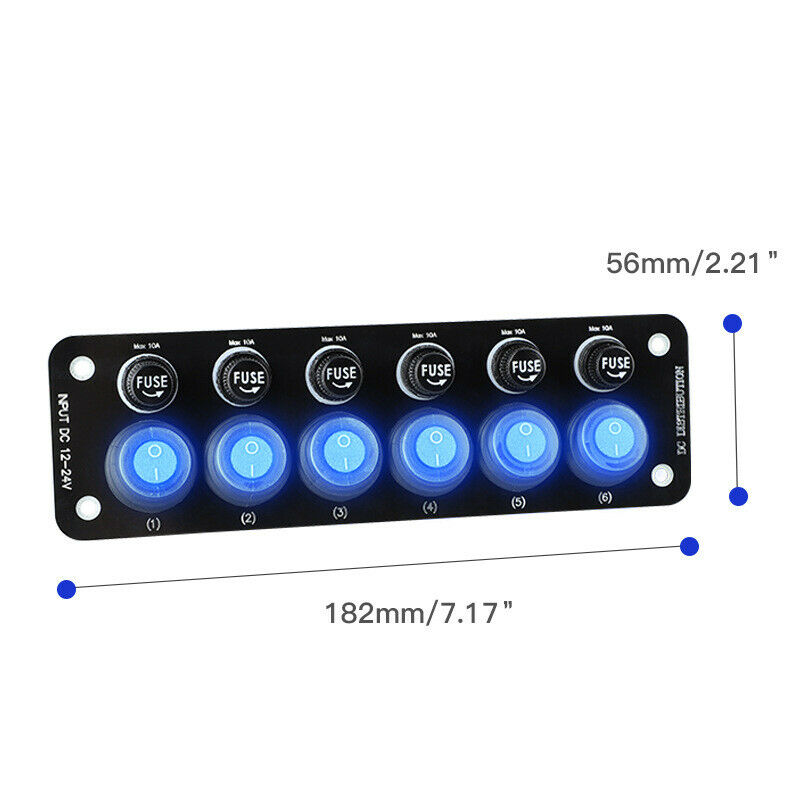 56mm/2.21"
Max 10A
Max 10A
Max 10A
Max 10A
Max 10A
Max 10A
FUSE
FUSE
FUSE
FUSE
FUSE
FUSE
INPUT DC 12-24V
DC DISTRIBUTION
(1)
(2)
(3)
(4)
(5)
(6)
182mm/7.17"